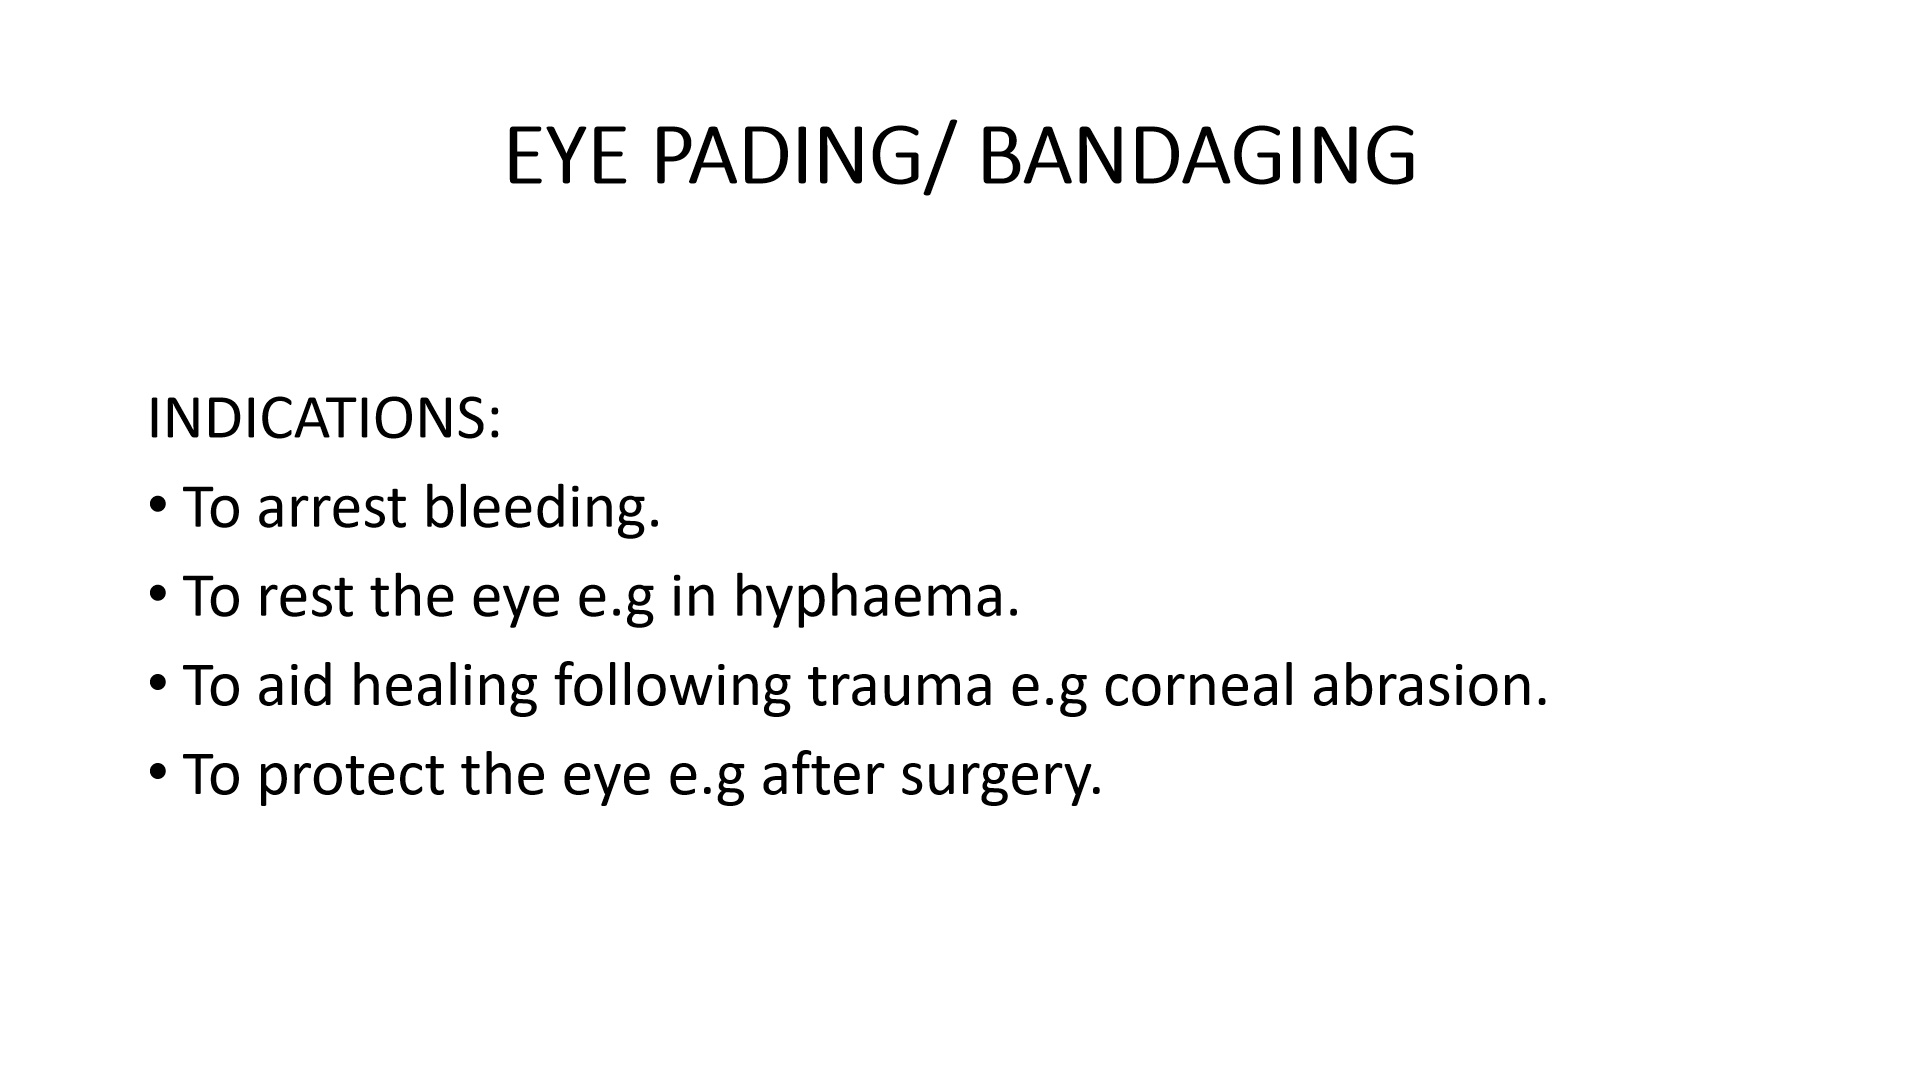 EYE PADING/ BANDAGING
INDICATIONS:
• To arrest bleeding.
• To rest the eye e.g in hyphaema.
• To aid healing following trauma e.g corneal abrasion.
• To protect the eye e.g after surgery.